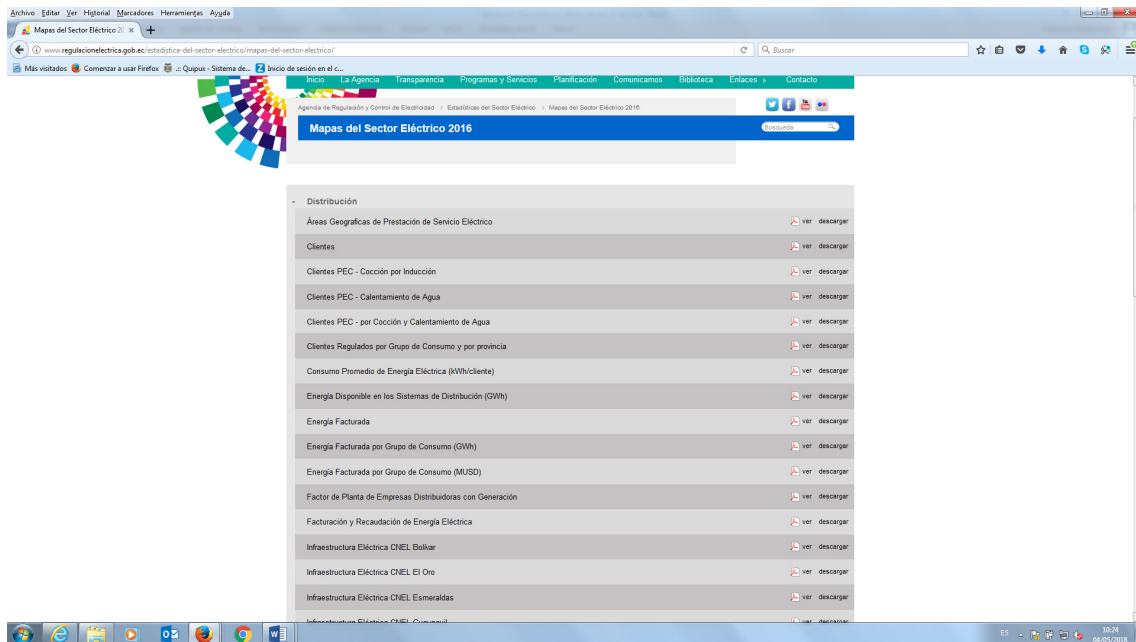 Archivo Editar Ver Historial Marcadores Herramientas Ayuda
Mapas del Sector Eléctrico 20
www.regulacionelectrica.gob.ec/estadistica-del-sector-electrico/mapas-del-sector-electrico/
Buscar
Más visitados Comenzar a usar Firefox .:: Quipux - Sistema de... Inicio de sesión en el c...
Inicio La Agencia Transparencia Programas y Servicios Planificación Comunicamos Biblioteca Enlaces Contacto
Agencia de Regulación y Control de Electricidad / Estadísticas del Sector Eléctrico / Mapas del Sector Eléctrico 2016
Mapas del Sector Eléctrico 2016
Búsqueda
- Distribución
Áreas Geograficas de Prestación de Servicio Eléctrico ver descargar
Clientes ver descargar
Clientes PEC - Cocción por Inducción ver descargar
Clientes PEC - Calentamiento de Agua ver descargar
Clientes PEC - por Cocción y Calentamiento de Agua ver descargar
Clientes Regulados por Grupo de Consumo y por provincia ver descargar
Consumo Promedio de Energía Eléctrica (kWh/cliente) ver descargar
Energía Disponible en los Sistemas de Distribución (GWh) ver descargar
Energía Facturada ver descargar
Energía Facturada por Grupo de Consumo (GWh) ver descargar
Energía Facturada por Grupo de Consumo (MUSD) ver descargar
Factor de Planta de Empresas Distribuidoras con Generación ver descargar
Facturación y Recaudación de Energía Eléctrica ver descargar
Infraestructura Eléctrica CNEL Bolívar ver descargar
Infraestructura Eléctrica CNEL El Oro ver descargar
Infraestructura Eléctrica CNEL Esmeraldas ver descargar
Infraestructura Eléctrica CNEL Guayaquil ver descargar
ES 10:24
04/05/2018